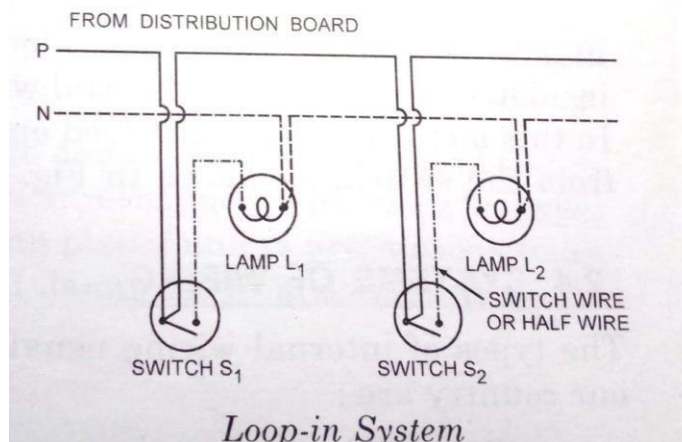 FROM DISTRIBUTION BOARD
P
N
LAMP L1
LAMP L2
SWITCH WIRE
OR HALF WIRE
SWITCH S1
SWITCH S2
Loop-in System